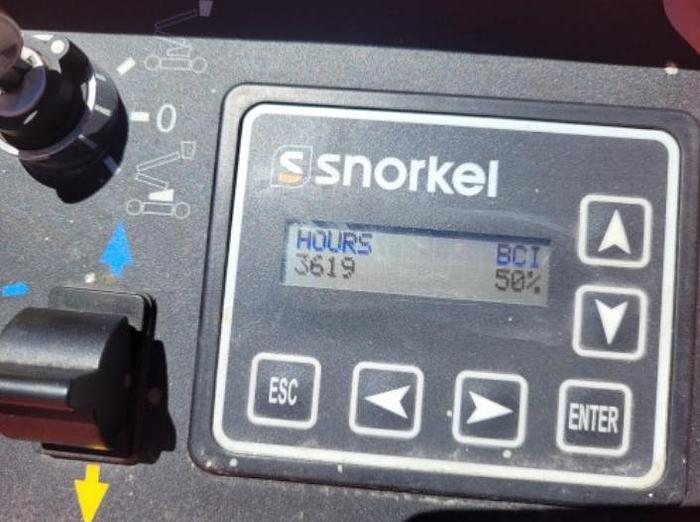 0
snorkel
HOURS BCI
3619 50%
ESC
ENTER